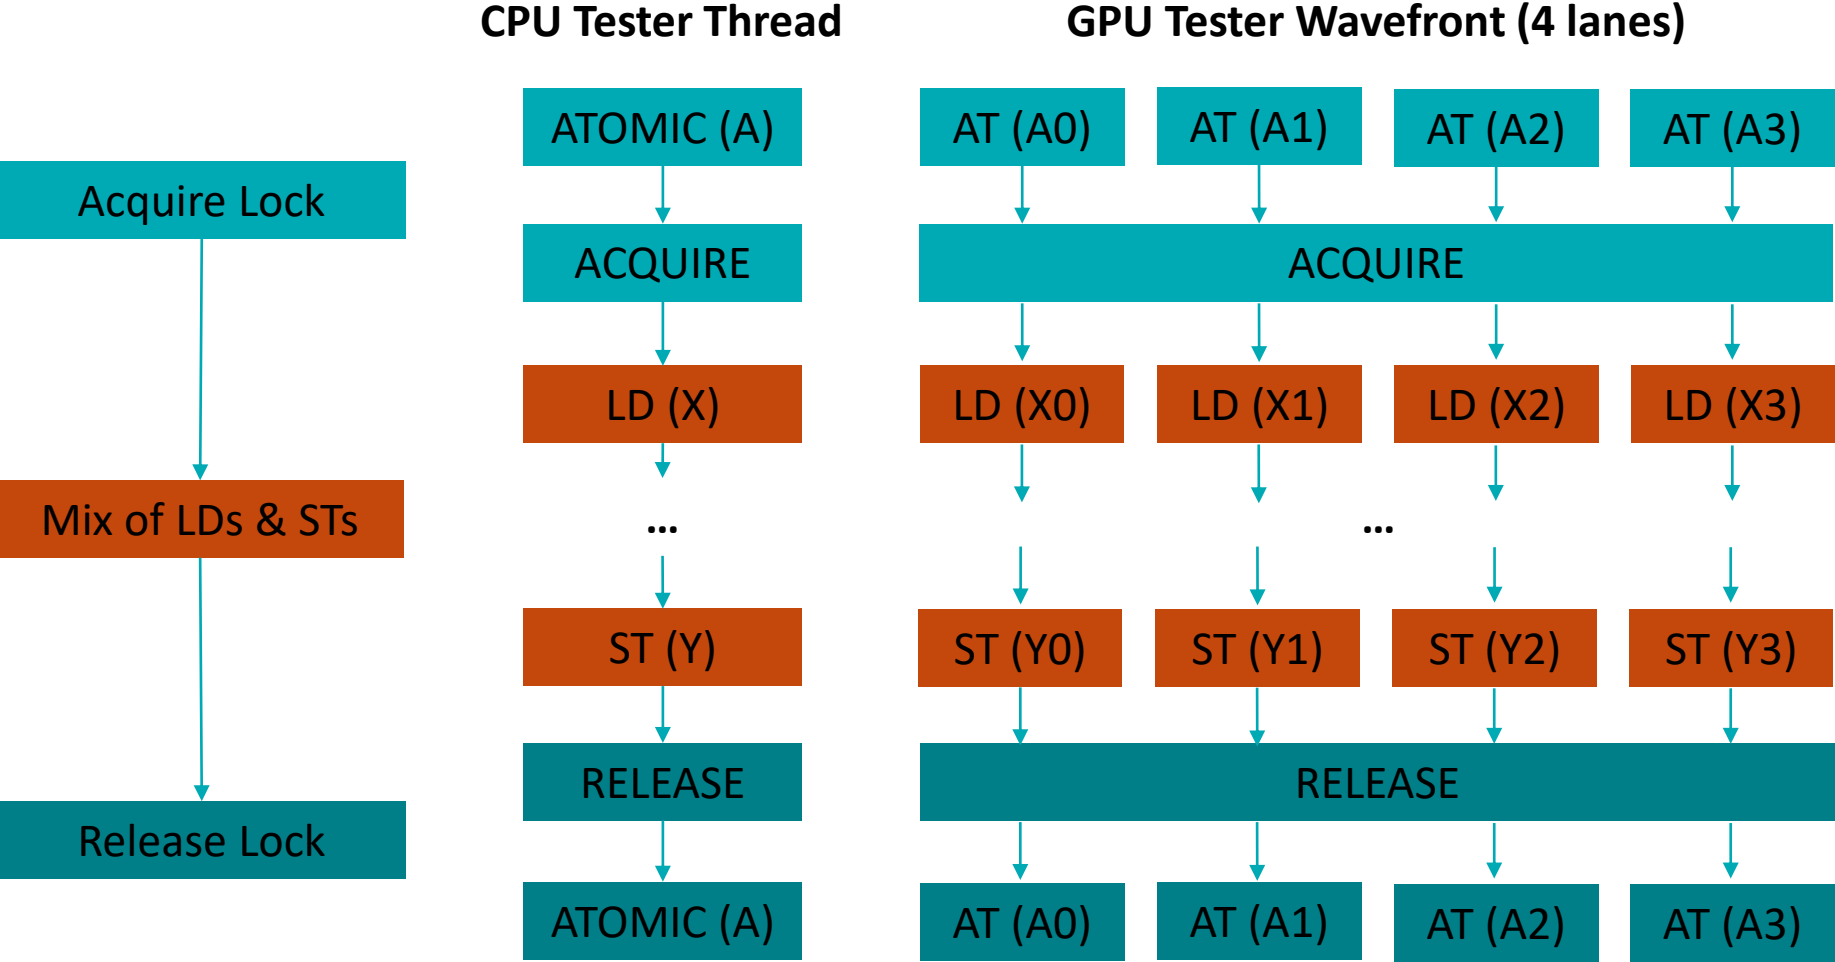 CPU Tester Thread
GPU Tester Wavefront (4 lanes)
Acquire Lock
Mix of LDs & STs
Release Lock
ATOMIC (A)
ACQUIRE
LD (X)
...
ST (Y)
RELEASE
ATOMIC (A)
AT (A0)
AT (A1)
AT (A2)
AT (A3)
ACQUIRE
LD (X0)
LD (X1)
LD (X2)
LD (X3)
...
ST (Y0)
ST (Y1)
ST (Y2)
ST (Y3)
RELEASE
AT (A0)
AT (A1)
AT (A2)
AT (A3)